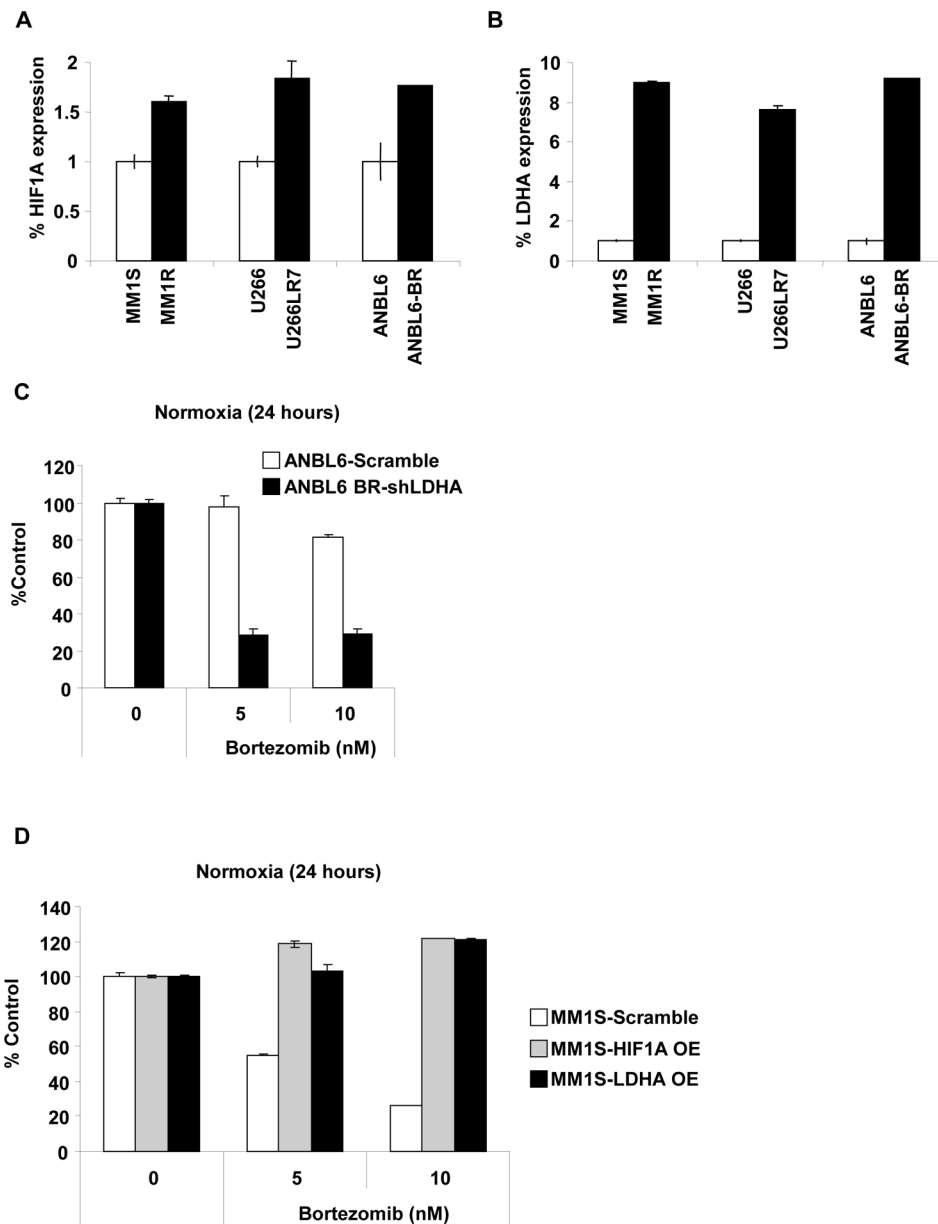 A
% HIF1A expression
2
1.5
1
0.5
0
MM1S
MM1R
U266
U266LR7
ANBL6
ANBL6-BR
B
% LDHA expression
10
8
6
4
2
0
MM1S
MM1R
U266
U266LR7
ANBL6
ANBL6-BR
C
Normoxia (24 hours)
ANBL6-Scramble
ANBL6 BR-shLDHA
%Control
120
100
80
60
40
20
0
0 5 10
Bortezomib (nM)
D
Normoxia (24 hours)
% Control
140
120
100
80
60
40
20
0
MM1S-Scramble
MM1S-HIF1A OE
MM1S-LDHA OE
0 5 10
Bortezomib (nM)